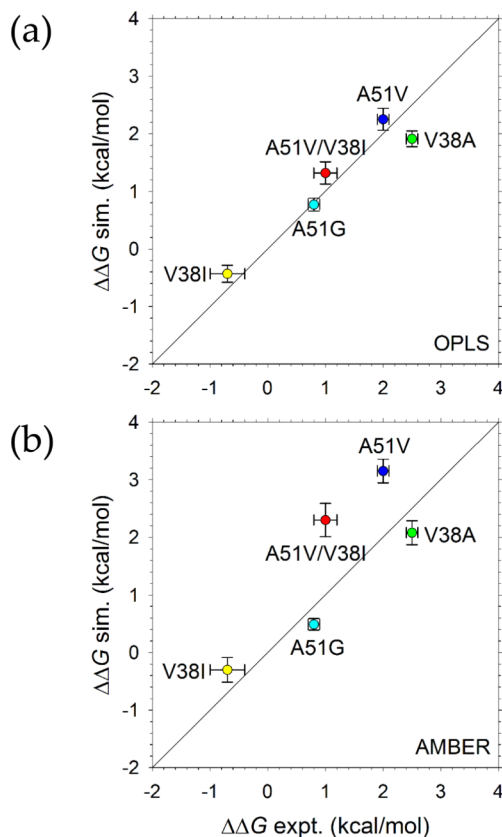 (a)
4
3
2
1
0
-1
-2
ΔΔG sim. (kcal/mol)
A51V
V38A
A51V/V38I
A51G
V38I
OPLS
-2 -1 0 1 2 3 4
(b)
4
3
2
1
0
-1
-2
ΔΔG sim. (kcal/mol)
A51V
V38A
A51V/V38I
A51G
V38I
AMBER
-2 -1 0 1 2 3 4
ΔΔG expt. (kcal/mol)